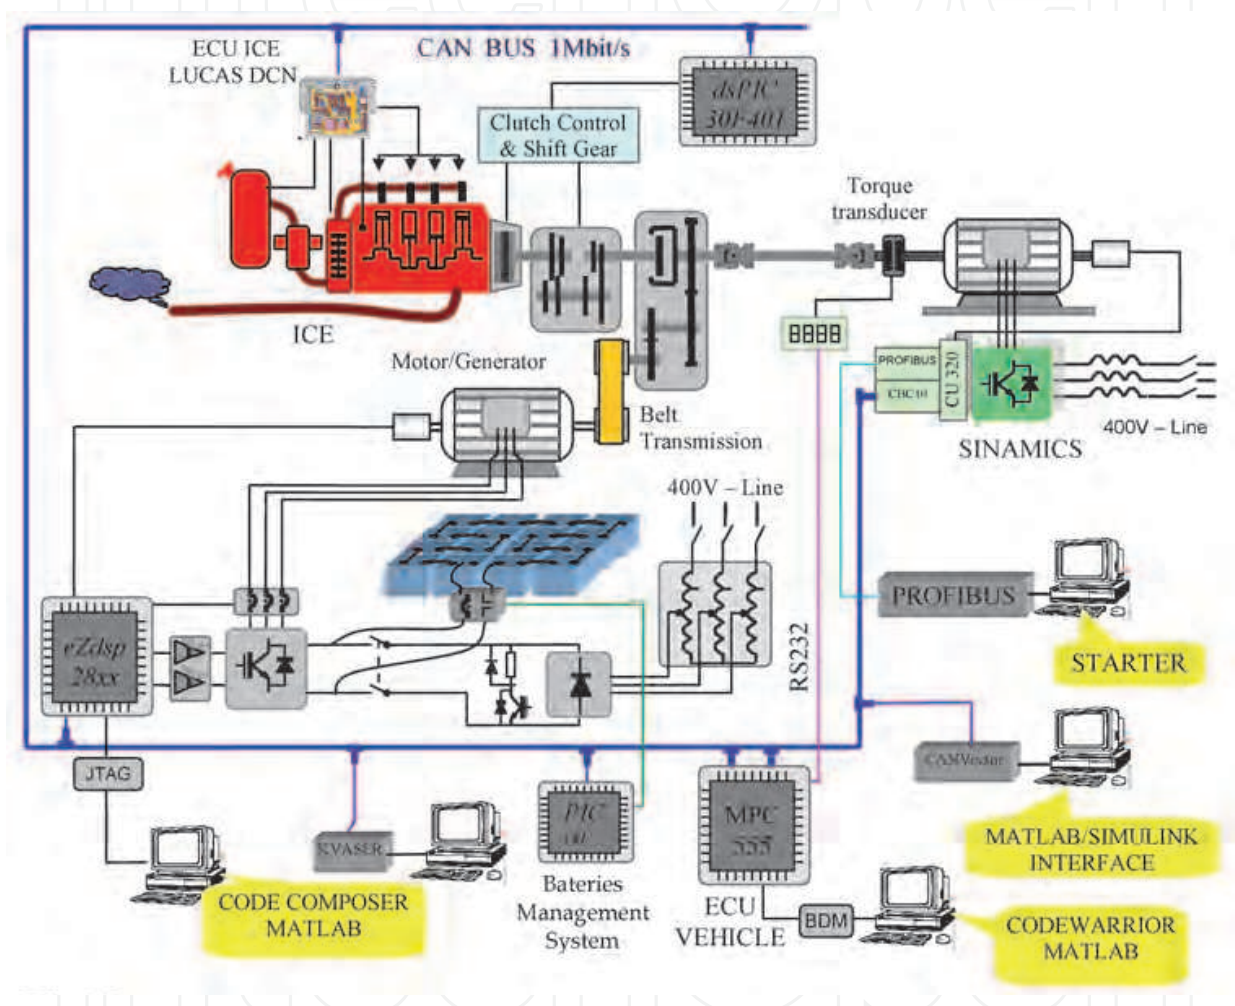 ECU ICE
LUCAS DCN
CAN BUS 1Mbit/s
dsPIC
30F401
Clutch Control
& Shift Gear
Torque
transducer
ICE
Motor/Generator
Belt
Transmission
PROFIBUS
CU 320
SINAMICS
400V – Line
400V – Line
RS232
eZdsp
28xx
PROFIBUS
STARTER
JTAG
KVASER
CODE COMPOSER
MATLAB
PIC
Bateries
Management
System
MPC
555
ECU
VEHICLE
BDM
CANVector
MATLAB/SIMULINK
INTERFACE
CODEWARRIOR
MATLAB